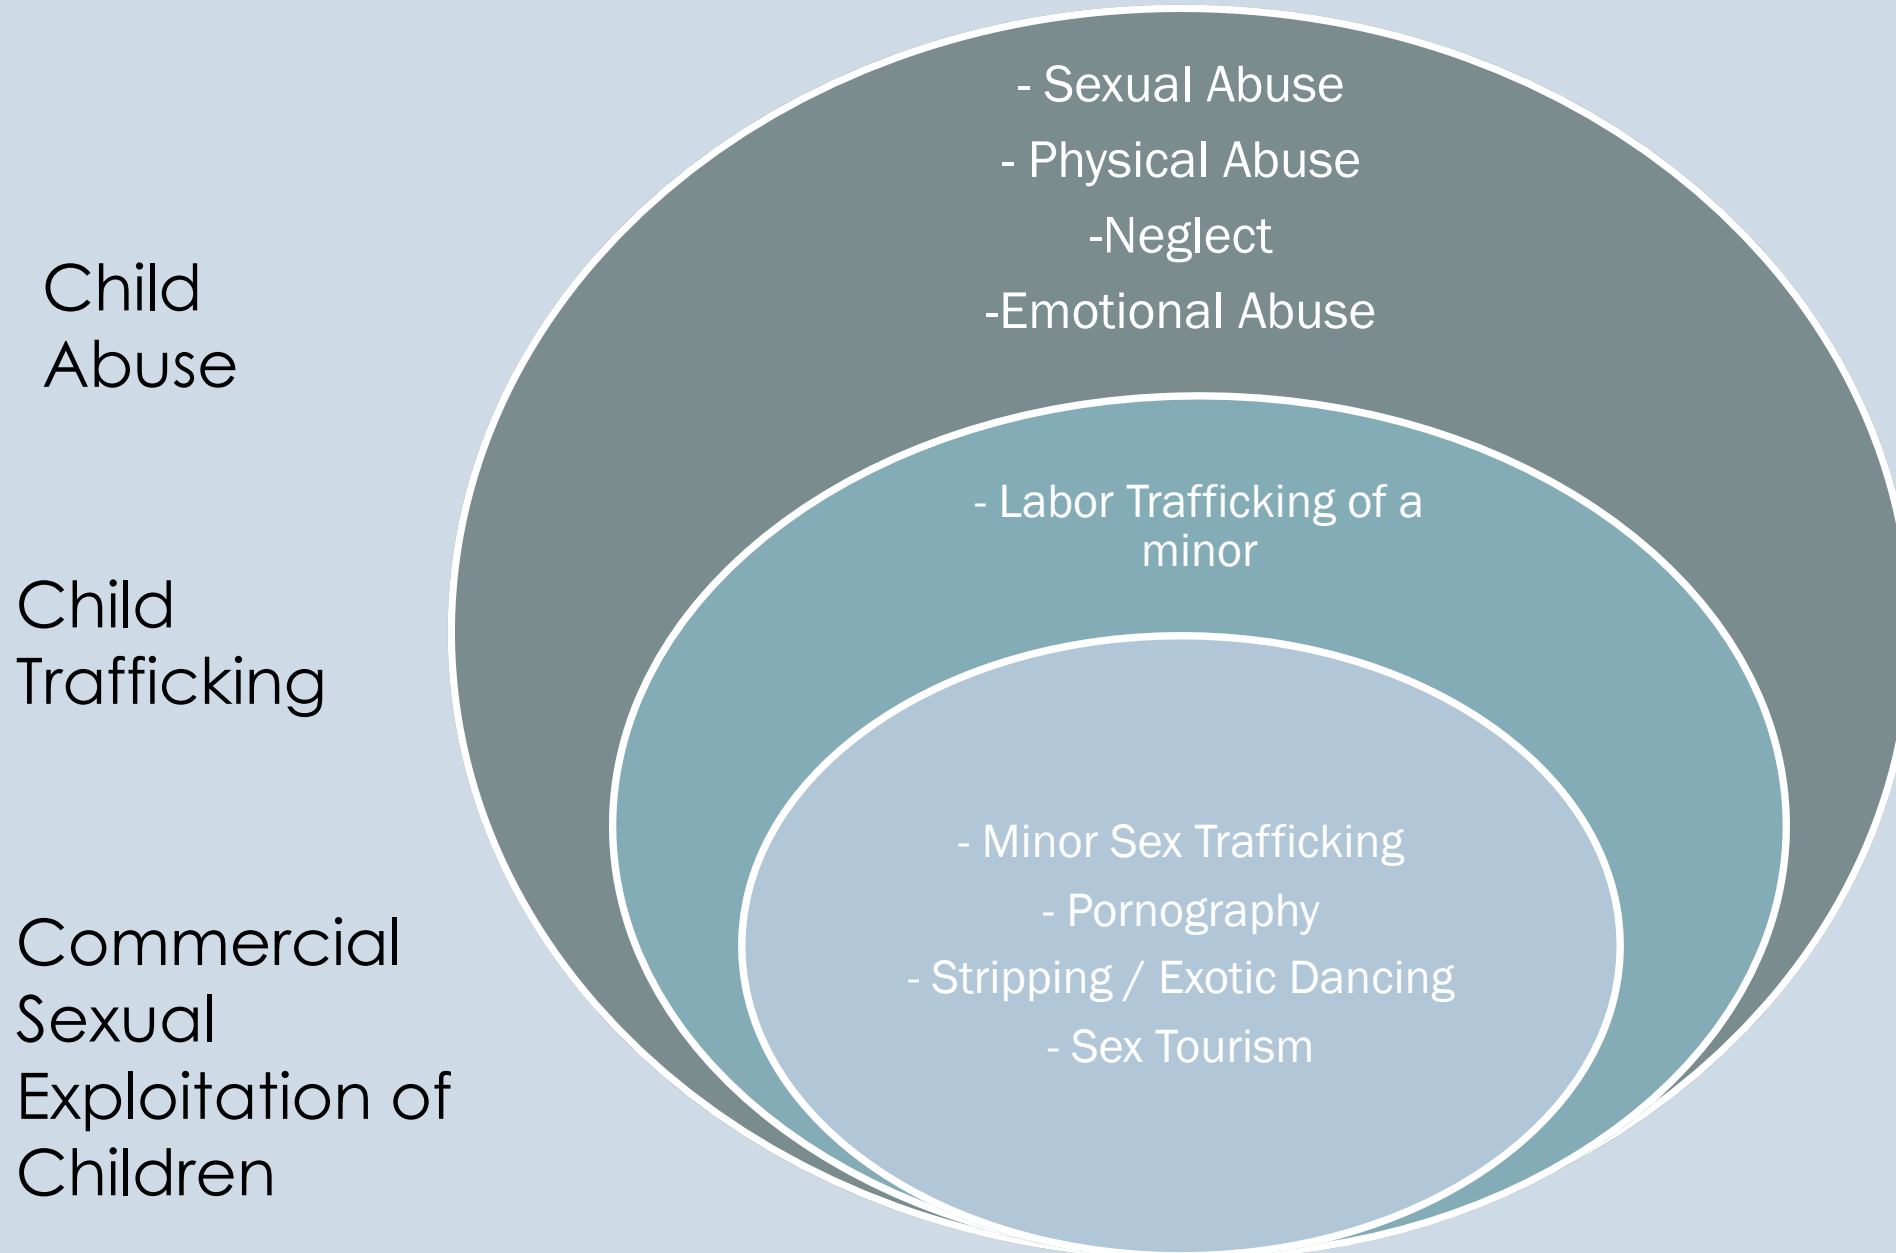 Child
Abuse
- Sexual Abuse
- Physical Abuse
-Neglect
-Emotional Abuse
Child
Trafficking
- Labor Trafficking of a
minor
Commercial
Sexual
Exploitation of
Children
- Minor Sex Trafficking
- Pornography
- Stripping / Exotic Dancing
- Sex Tourism